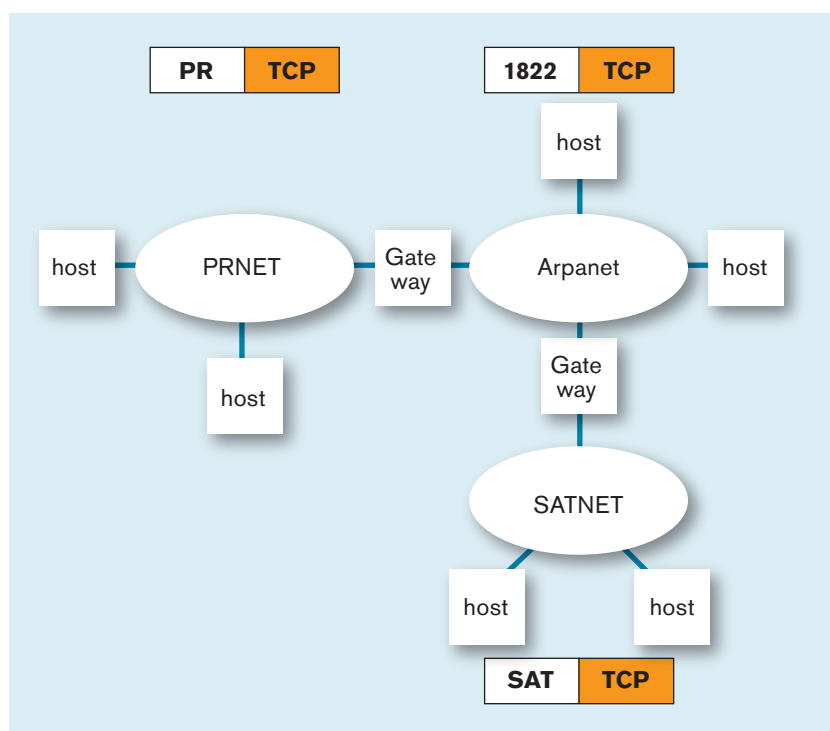 PR TCP
1822 TCP
host
host
PRNET
Gate
way
Arpanet
host
host
Gate
way
SATNET
host
host
SAT TCP